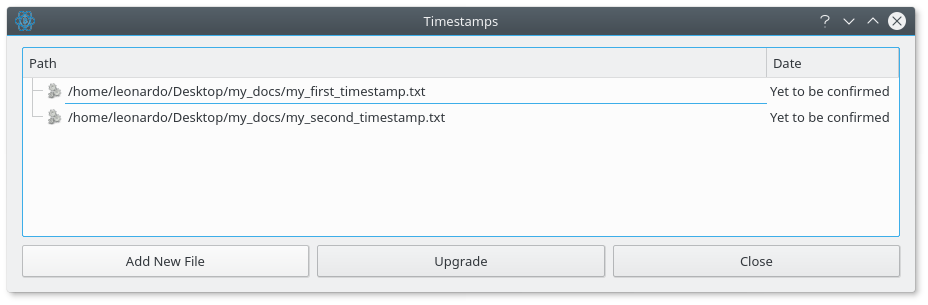 Timestamps
Path Date
/home/leonardo/Desktop/my_docs/my_first_timestamp.txt Yet to be confirmed
/home/leonardo/Desktop/my_docs/my_second_timestamp.txt Yet to be confirmed
Add New File Upgrade Close